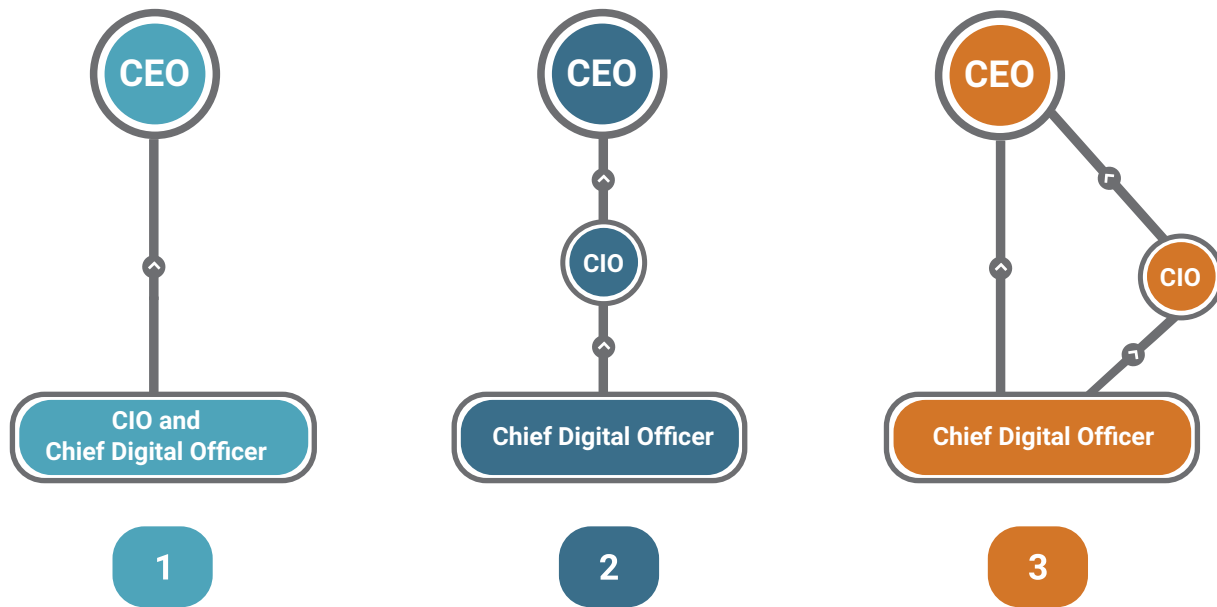 CEO
CEO
CEO
CIO
CIO
CIO and
Chief Digital Officer
Chief Digital Officer
Chief Digital Officer
1
2
3